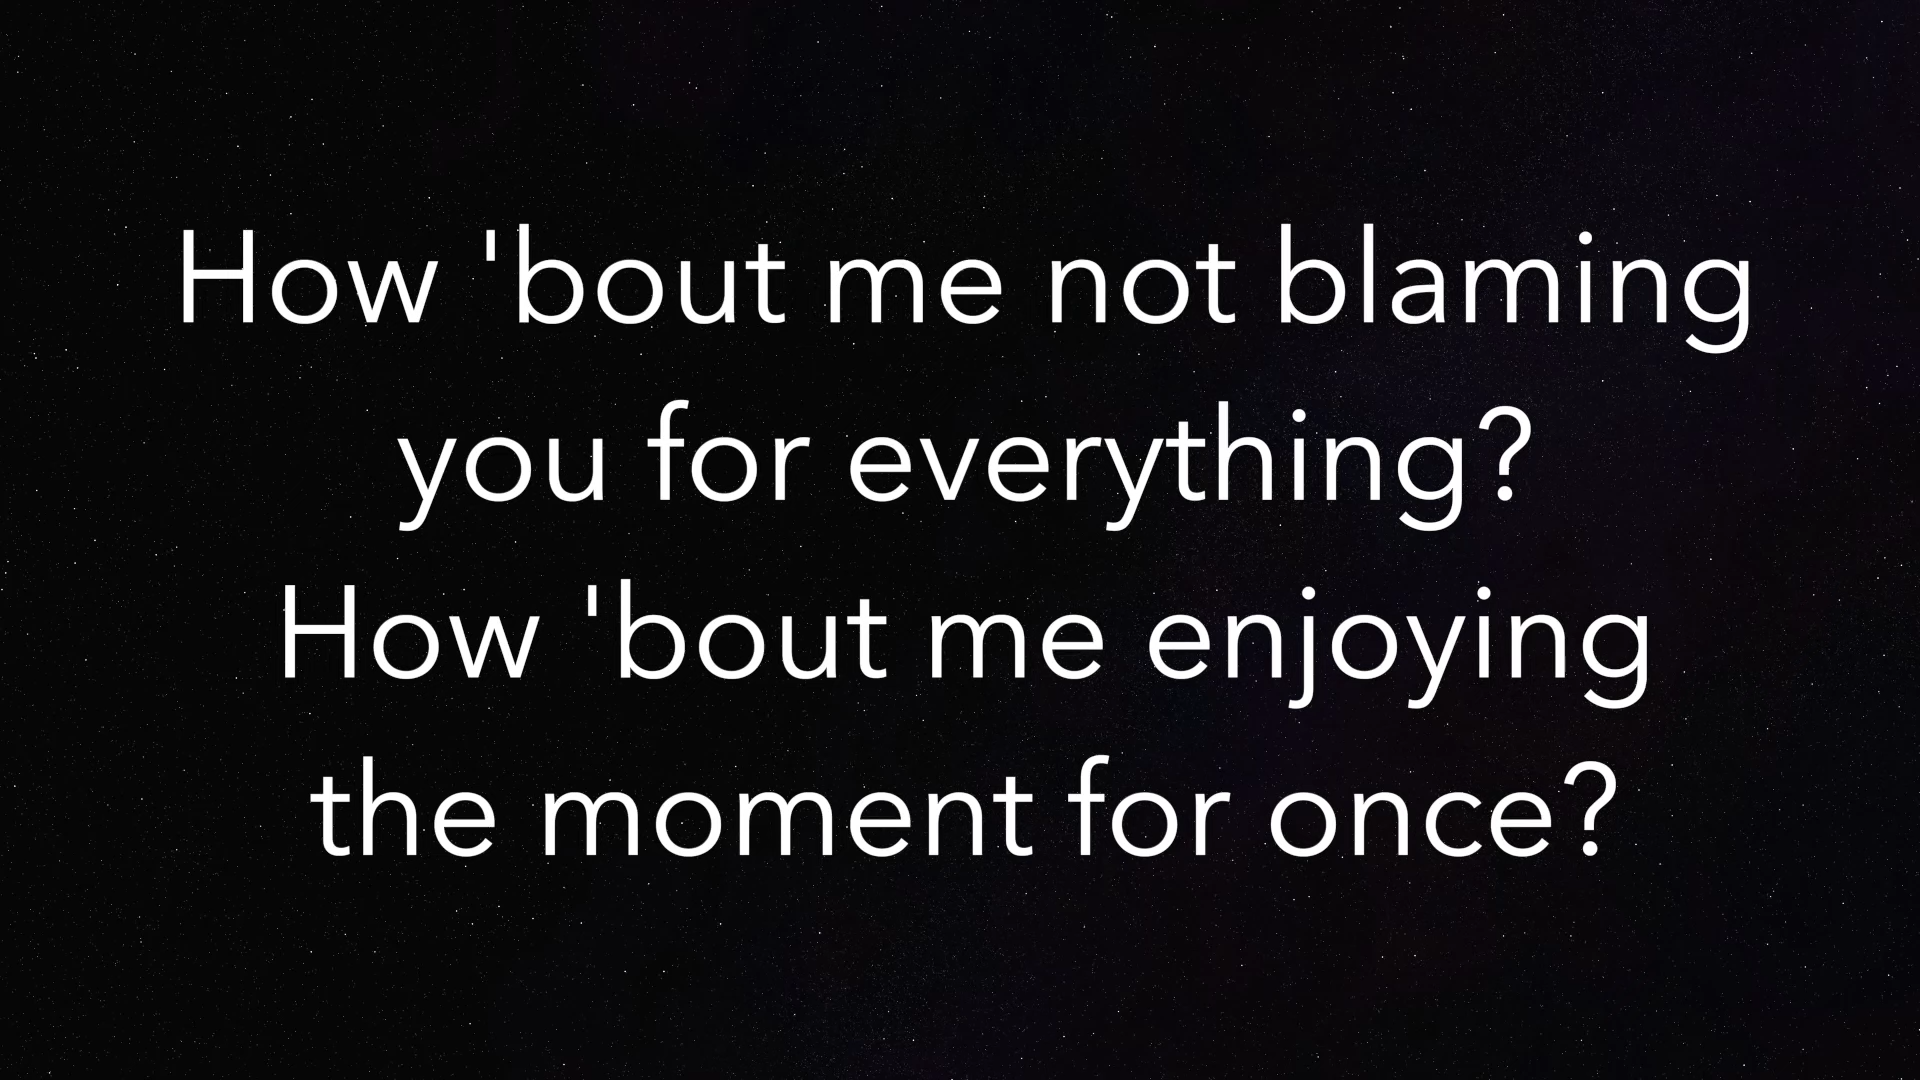 How 'bout me not blaming
you for everything?
How 'bout me enjoying
the moment for once?